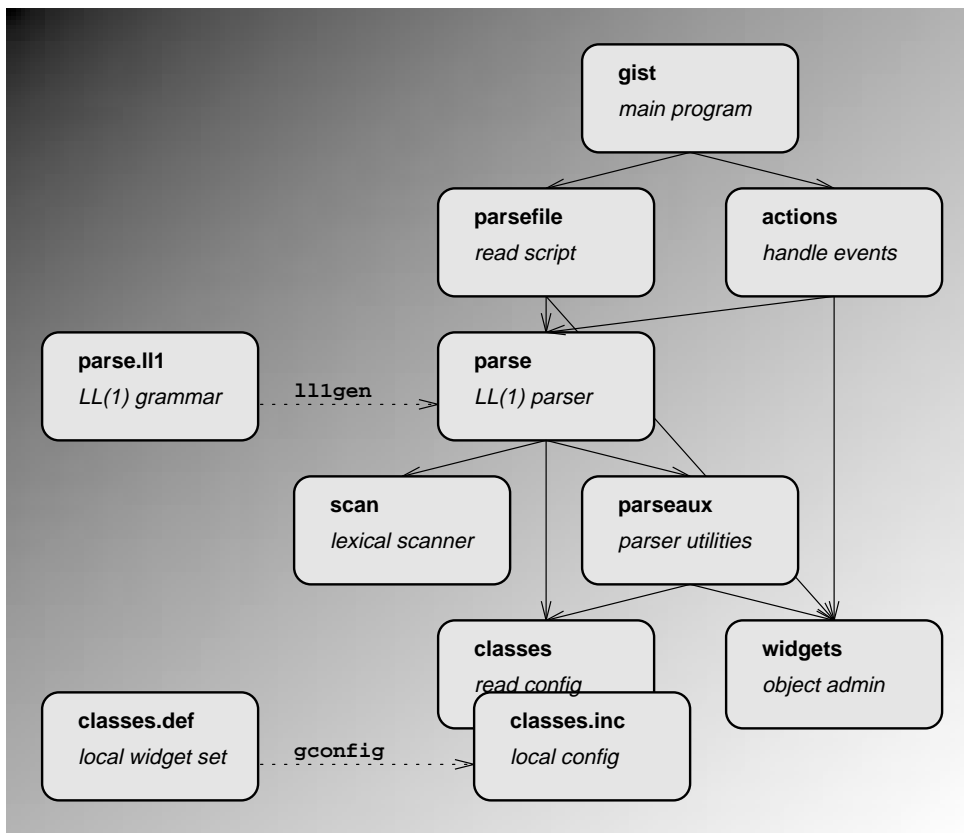 gist
main program
parsefile
read script
actions
handle events
parse.ll1
LL(1) grammar
ll1gen
parse
LL(1) parser
scan
lexical scanner
parseaux
parser utilities
classes
read config
widgets
object admin
classes.def
local widget set
gconfig
classes.inc
local config